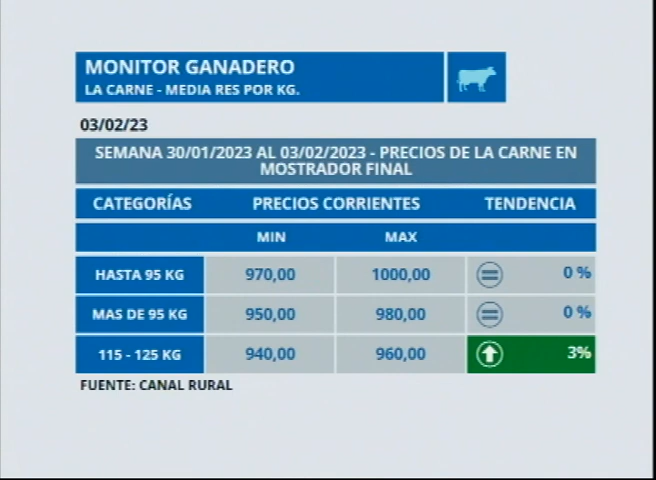 MONITOR GANADERO
LA CARNE - MEDIA RES POR KG.
03/02/23
SEMANA 30/01/2023 AL 03/02/2023 - PRECIOS DE LA CARNE EN
MOSTRADOR FINAL
CATEGORÍAS PRECIOS CORRIENTES TENDENCIA
MIN MAX
HASTA 95 KG 970,00 1000,00 0 %
MAS DE 95 KG 950,00 980,00 0 %
115 - 125 KG 940,00 960,00 3%
FUENTE: CANAL RURAL